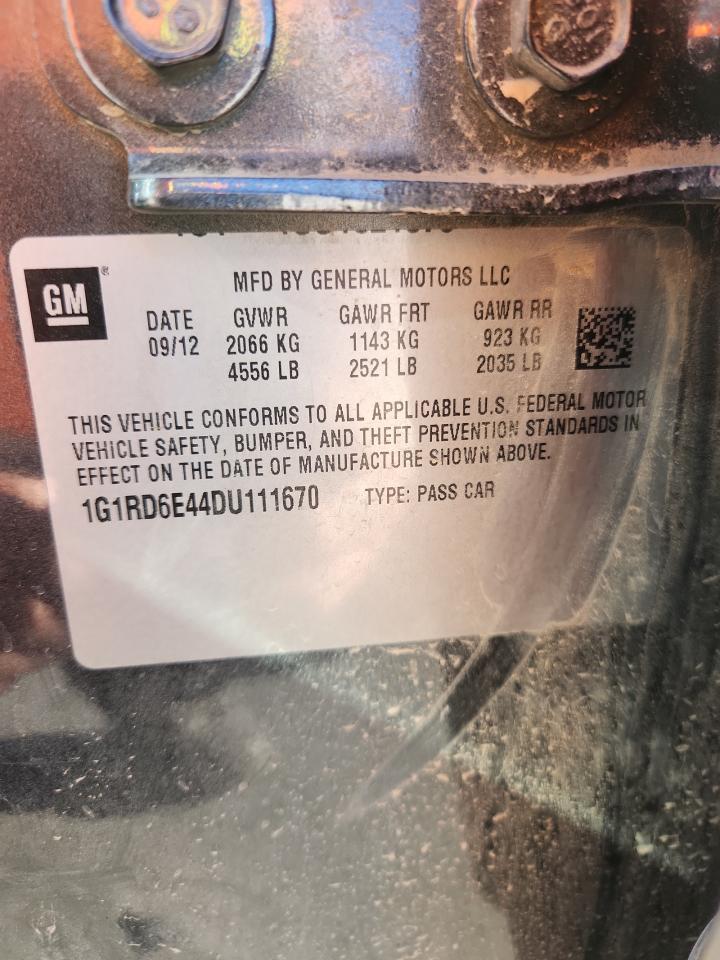 GM
MFD BY GENERAL MOTORS LLC
DATE GVWR GAWR FRT GAWR RR
09/12 2066 KG 1143 KG 923 KG
4556 LB 2521 LB 2035 LB
THIS VEHICLE CONFORMS TO ALL APPLICABLE U.S. FEDERAL MOTOR
VEHICLE SAFETY, BUMPER, AND THEFT PREVENTION STANDARDS IN
EFFECT ON THE DATE OF MANUFACTURE SHOWN ABOVE.
1G1RD6E44DU111670 TYPE: PASS CAR